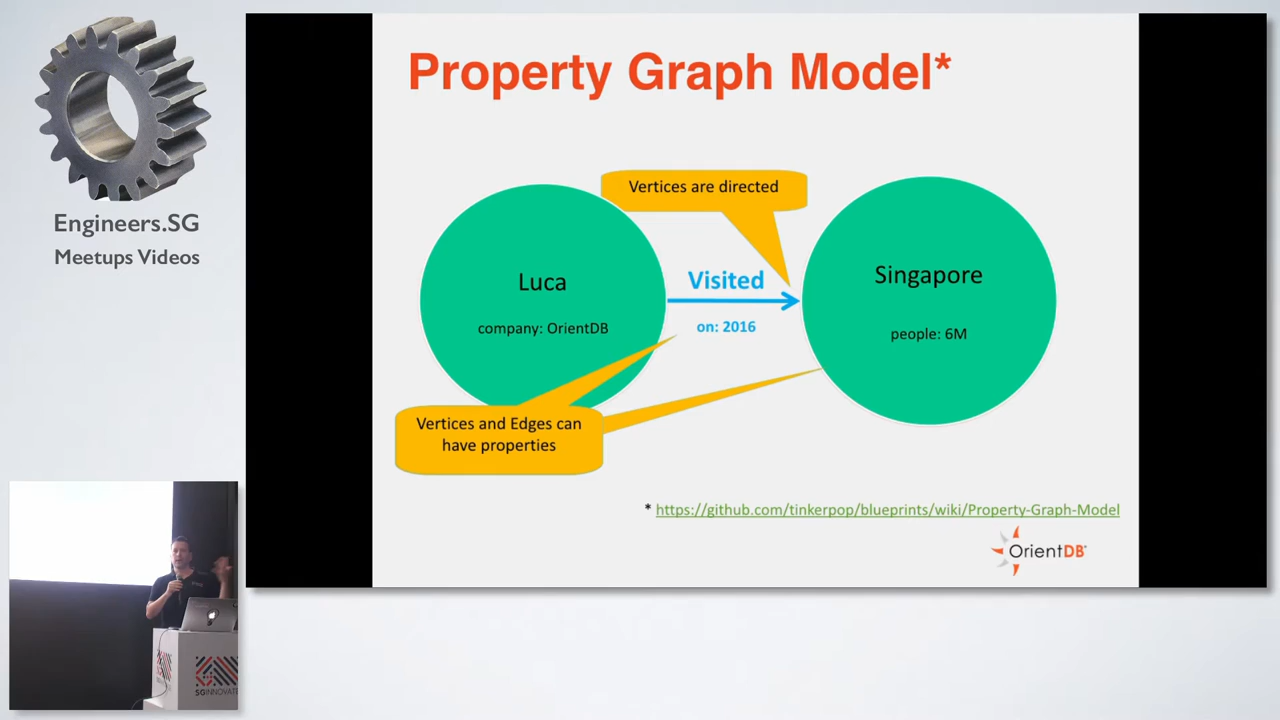 Engineers.SG
Meetups Videos
Property Graph Model*
Vertices are directed
Luca
company: OrientDB
Visited
on: 2016
Singapore
people: 6M
Vertices and Edges can
have properties
* https://github.com/tinkerpop/blueprints/wiki/Property-Graph-Model
OrientDB
SGINNOVATE